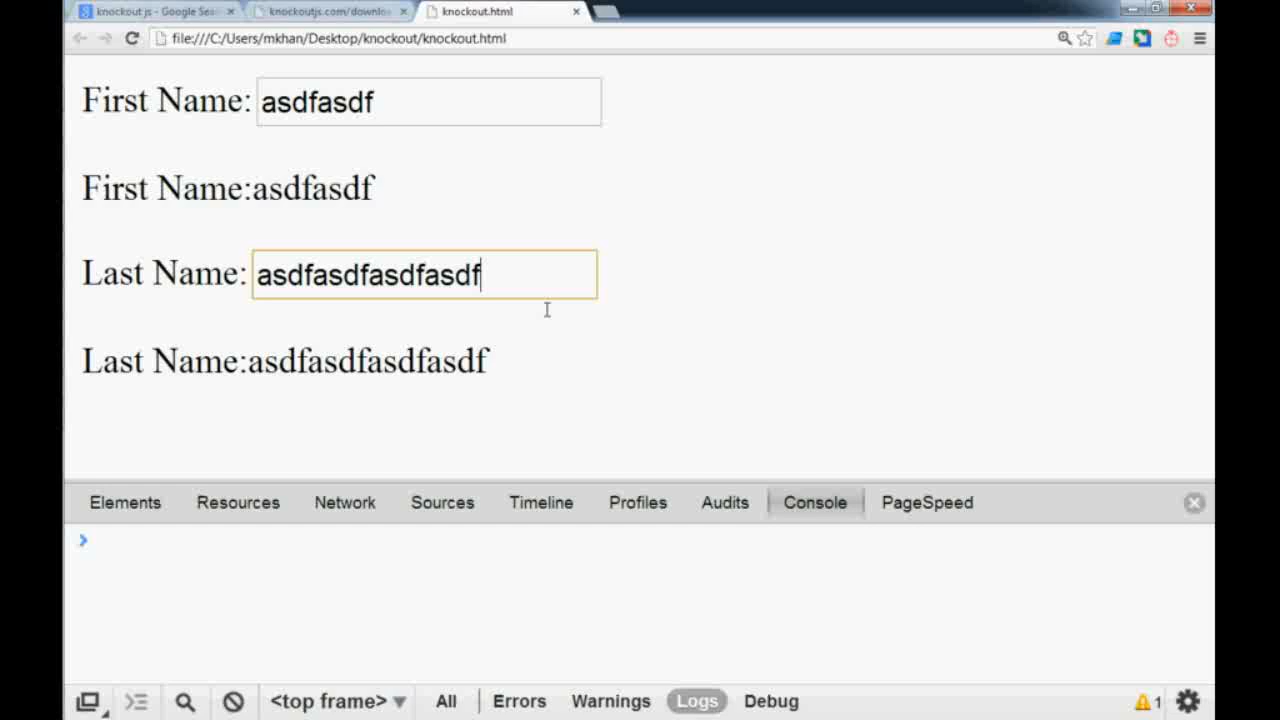 knockout js - Google Sea
knockoutjs.com/downlo
knockout.html
file:///C:/Users/mkhan/Desktop/knockout/knockout.html
First Name: asdfasdf
First Name:asdfasdf
Last Name: asdfasdfasdfasdf
Last Name:asdfasdfasdfasdf
Elements Resources Network Sources Timeline Profiles Audits Console PageSpeed
<top frame> All Errors Warnings Logs Debug 1